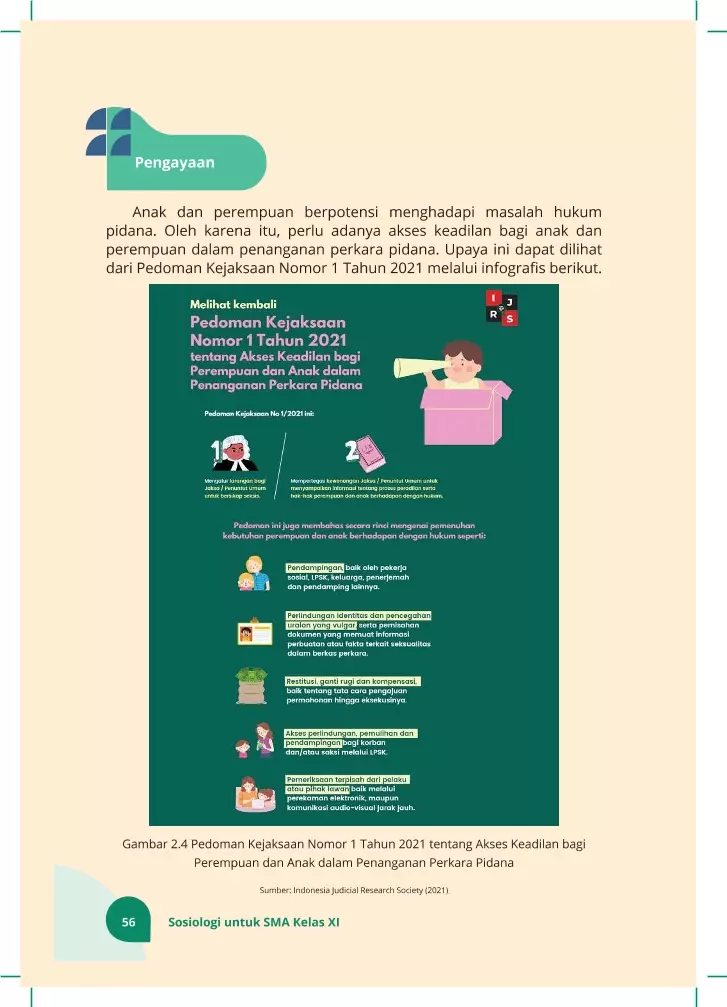 Pengayaan
Anak dan perempuan berpotensi menghadapi masalah hukum
pidana. Oleh karena itu, perlu adanya akses keadilan bagi anak dan
perempuan dalam penanganan perkara pidana. Upaya ini dapat dilihat
dari Pedoman Kejaksaan Nomor 1 Tahun 2021 melalui infografis berikut.
I J
R S
Melihat kembali
Pedoman Kejaksaan
Nomor 1 Tahun 2021
tentang Akses Keadilan bagi
Perempuan dan Anak dalam
Penanganan Perkara Pidana
Pedoman Kejaksaan No 1/2021 ini:
1
Mengatur larangan bagi
Jaksa / Penuntut Umum
untuk bersikap seksis.
2
Mempertegas kewenangan Jaksa / Penuntut Umum untuk
menyampaikan informasi tentang proses peradilan serta
hak-hak perempuan dan anak berhadapan dengan hukum.
Pedoman ini juga membahas secara rinci mengenai pemenuhan
kebutuhan perempuan dan anak berhadapan dengan hukum seperti:
Pendampingan, baik oleh pekerja
sosial, LPSK, keluarga, penerjemah
dan pendamping lainnya.
Perlindungan identitas dan pencegahan
uraian yang vulgar, serta pemisahan
dokumen yang memuat informasi
perbuatan atau fakta terkait seksualitas
dalam berkas perkara.
Restitusi, ganti rugi dan kompensasi,
baik tentang tata cara pengajuan
permohonan hingga eksekusinya.
Akses perlindungan, pemulihan dan
pendampingan bagi korban
dan/atau saksi melalui LPSK.
Pemeriksaan terpisah dari pelaku
atau pihak lawan baik melalui
perekaman elektronik, maupun
komunikasi audio-visual jarak jauh.
Gambar 2.4 Pedoman Kejaksaan Nomor 1 Tahun 2021 tentang Akses Keadilan bagi
Perempuan dan Anak dalam Penanganan Perkara Pidana
Sumber: Indonesia Judicial Research Society (2021)
56 Sosiologi untuk SMA Kelas XI